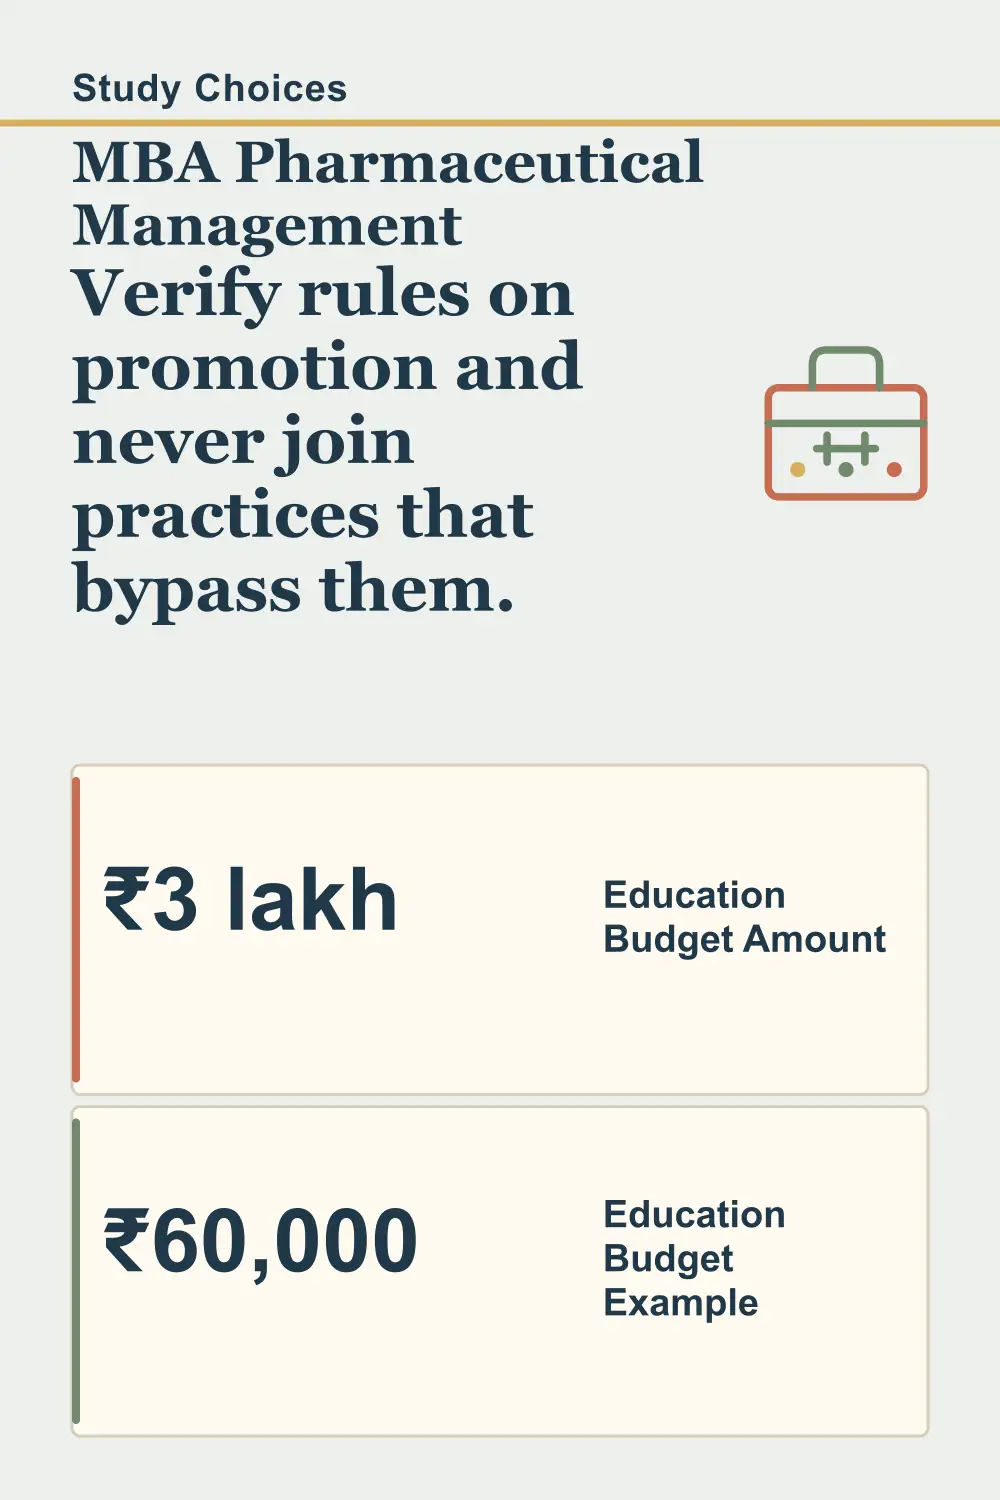 Study Choices
MBA Pharmaceutical
Management
Verify rules on
promotion and
never join
practices that
bypass them.
₹3 lakh
Education
Budget Amount
₹60,000
Education
Budget
Example